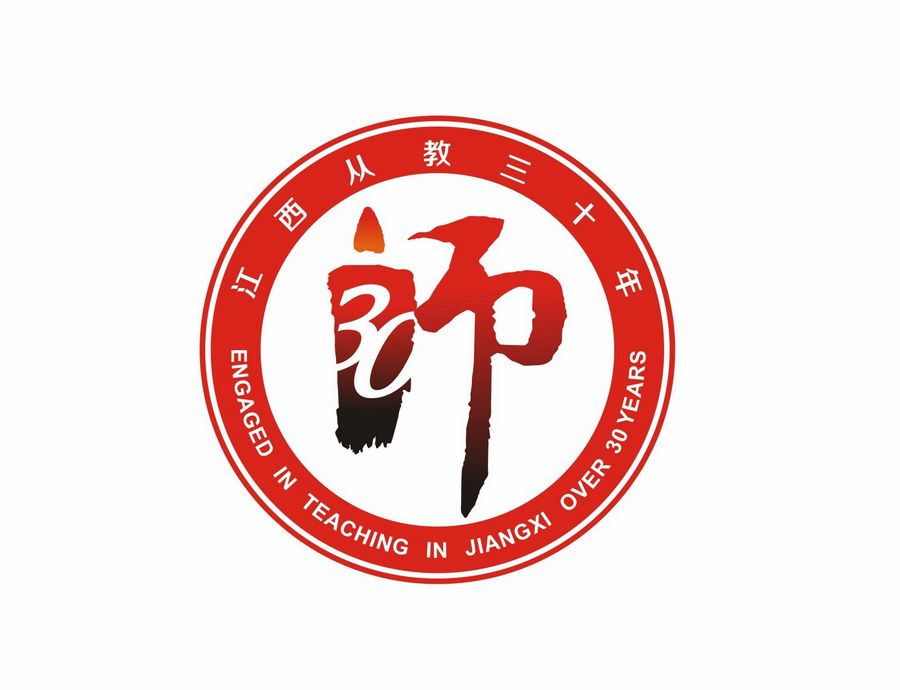 江西从教三十年
師
30
ENGAGED IN TEACHING IN JIANGXI OVER 30 YEARS